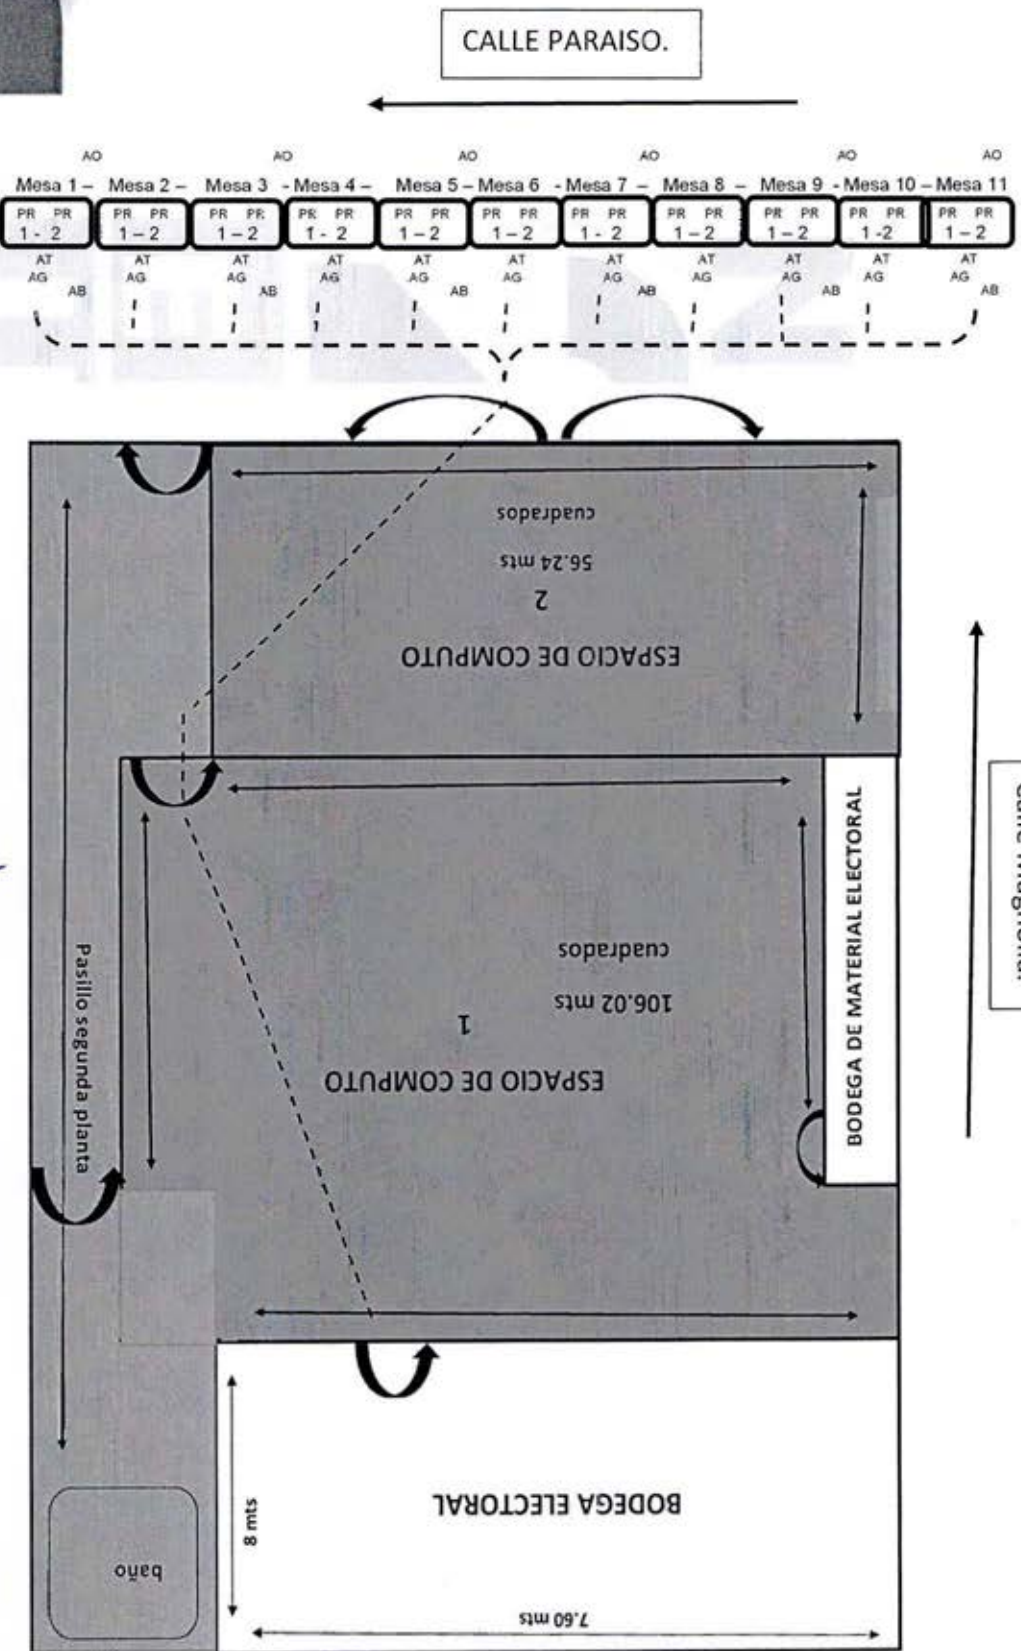 CALLE PARAISO.
AO AO AO AO AO AO
Mesa 1 – Mesa 2 – Mesa 3 - Mesa 4 – Mesa 5 – Mesa 6 - Mesa 7 – Mesa 8 – Mesa 9 - Mesa 10 – Mesa 11
PR PR PR PR PR PR PR PR PR PR PR PR PR PR PR PR PR PR PR PR PR PR
1 - 2 1 – 2 1 – 2 1 - 2 1 – 2 1 – 2 1 - 2 1 – 2 1 – 2 1 -2 1 – 2
AT AT AT AT AT AT AT AT AT AT AT
AG AG AG AG AG AG AG AG AG AG AG
AB AB AB AB AB AB
ESPACIO DE COMPUTO
2
56.24 mts
cuadrados
ESPACIO DE COMPUTO
1
106.02 mts
cuadrados
BODEGA DE MATERIAL ELECTORAL
Pasillo segunda planta
BODEGA ELECTORAL
8 mts
7.60 mts
baño